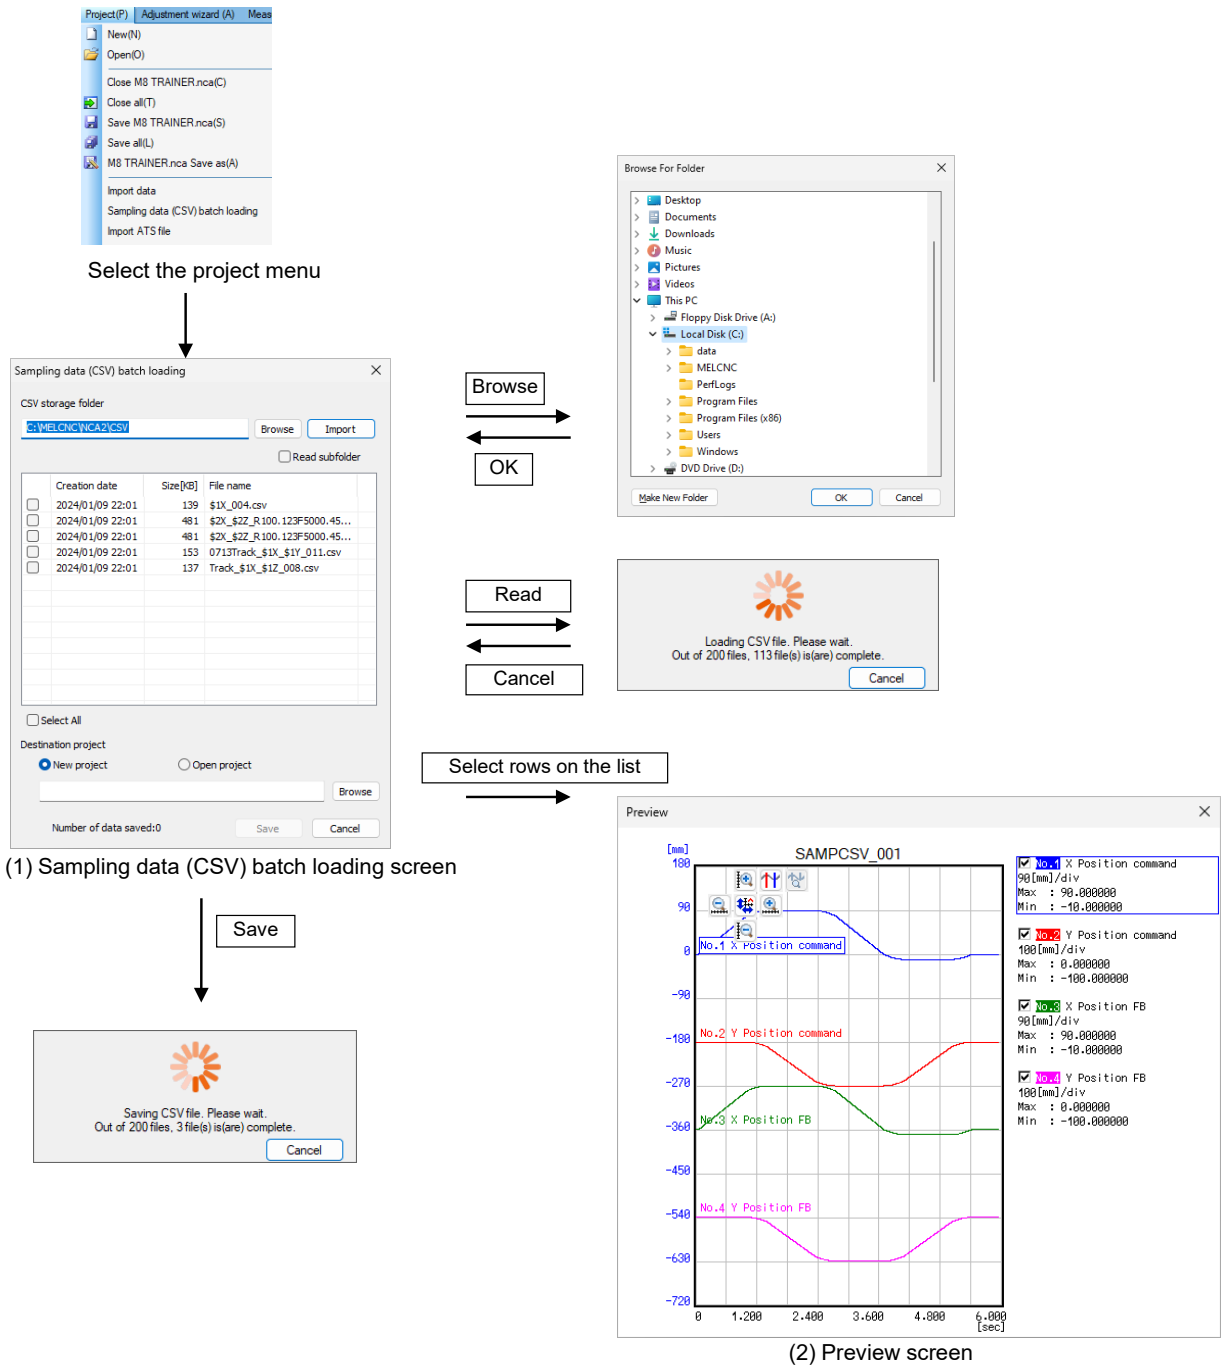 Project(P) Adjustment wizard (A) Meas
New(N)
Open(O)
Close M8 TRAINER.nca(C)
Close all(T)
Save M8 TRAINER.nca(S)
Save all(L)
M8 TRAINER.nca Save as(A)
Import data
Sampling data (CSV) batch loading
Import ATS file
Select the project menu
Sampling data (CSV) batch loading
CSV storage folder
C:\MELCNC\NCA2\CSV Browse Import
Read subfolder
Creation date Size[KB] File name
2024/01/09 22:01 139 $1X_004.csv
2024/01/09 22:01 481 $2X_$2Z_R100.123F5000.45...
2024/01/09 22:01 481 $2X_$2Z_R100.123F5000.45...
2024/01/09 22:01 153 0713Track_$1X_$1Y_011.csv
2024/01/09 22:01 137 Track_$1X_$1Z_008.csv
Select All
Destination project
New project Open project
Browse
Number of data saved:0 Save Cancel
(1) Sampling data (CSV) batch loading screen
Save
Saving CSV file. Please wait.
Out of 200 files, 3 file(s) is(are) complete.
Cancel
Browse
OK
Browse For Folder
Desktop
Documents
Downloads
Music
Pictures
Videos
This PC
Floppy Disk Drive (A:)
Local Disk (C:)
data
MELCNC
PerfLogs
Program Files
Program Files (x86)
Users
Windows
DVD Drive (D:)
Make New Folder OK Cancel
Read
Cancel
Loading CSV file. Please wait.
Out of 200 files, 113 file(s) is(are) complete.
Cancel
Select rows on the list
Preview
[mm]
SAMPCSV_001
180
90
0
-90
-180
-270
-360
-450
-540
-630
-720
No.1 X Position command
No.2 Y Position command
No.3 X Position FB
No.4 Y Position FB
0 1.200 2.400 3.600 4.800 6.000
[sec]
No.1 X Position command
90[mm]/div
Max : 90.000000
Min : -10.000000
No.2 Y Position command
100[mm]/div
Max : 0.000000
Min : -100.000000
No.3 X Position FB
90[mm]/div
Max : 90.000000
Min : -10.000000
No.4 Y Position FB
100[mm]/div
Max : 0.000000
Min : -100.000000
(2) Preview screen